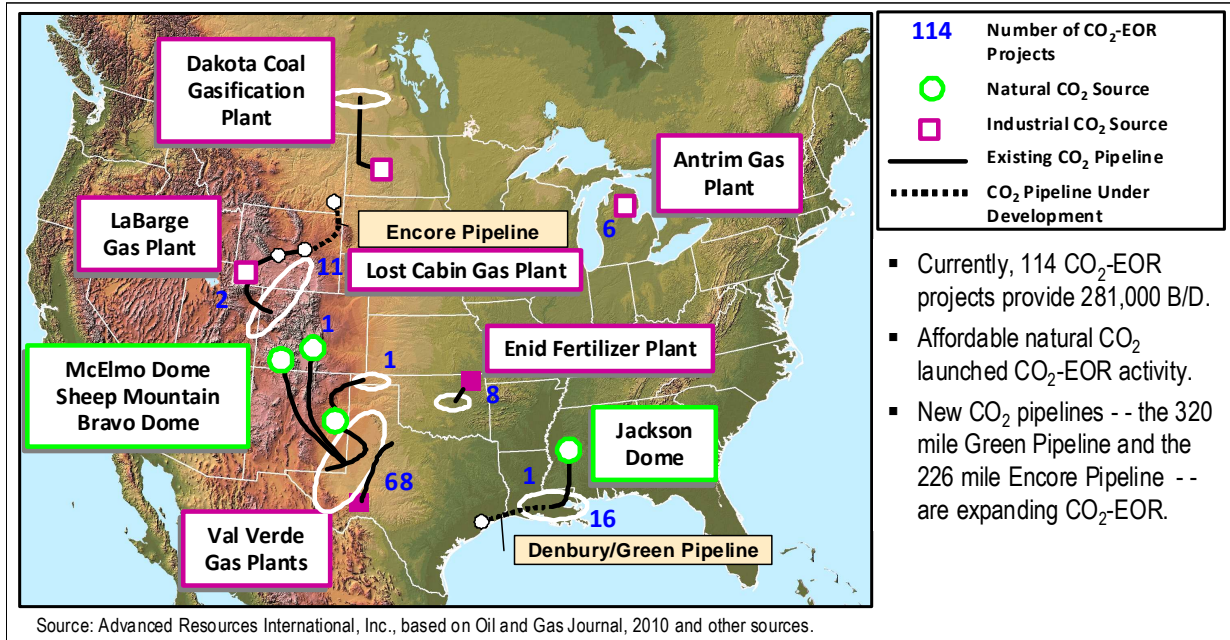 Dakota Coal
Gasification
Plant
Antrim Gas
Plant
LaBarge
Gas Plant
Encore Pipeline
6
11
Lost Cabin Gas Plant
2
1
McElmo Dome
Sheep Mountain
Bravo Dome
1
Enid Fertilizer Plant
8
Jackson
Dome
68
1
16
Val Verde
Gas Plants
Denbury/Green Pipeline
114 Number of CO₂-EOR
Projects
Natural CO₂ Source
Industrial CO₂ Source
Existing CO₂ Pipeline
CO₂ Pipeline Under
Development
▪ Currently, 114 CO₂-EOR
projects provide 281,000 B/D.
▪ Affordable natural CO₂
launched CO₂-EOR activity.
▪ New CO₂ pipelines - - the 320
mile Green Pipeline and the
226 mile Encore Pipeline - -
are expanding CO₂-EOR.
Source: Advanced Resources International, Inc., based on Oil and Gas Journal, 2010 and other sources.